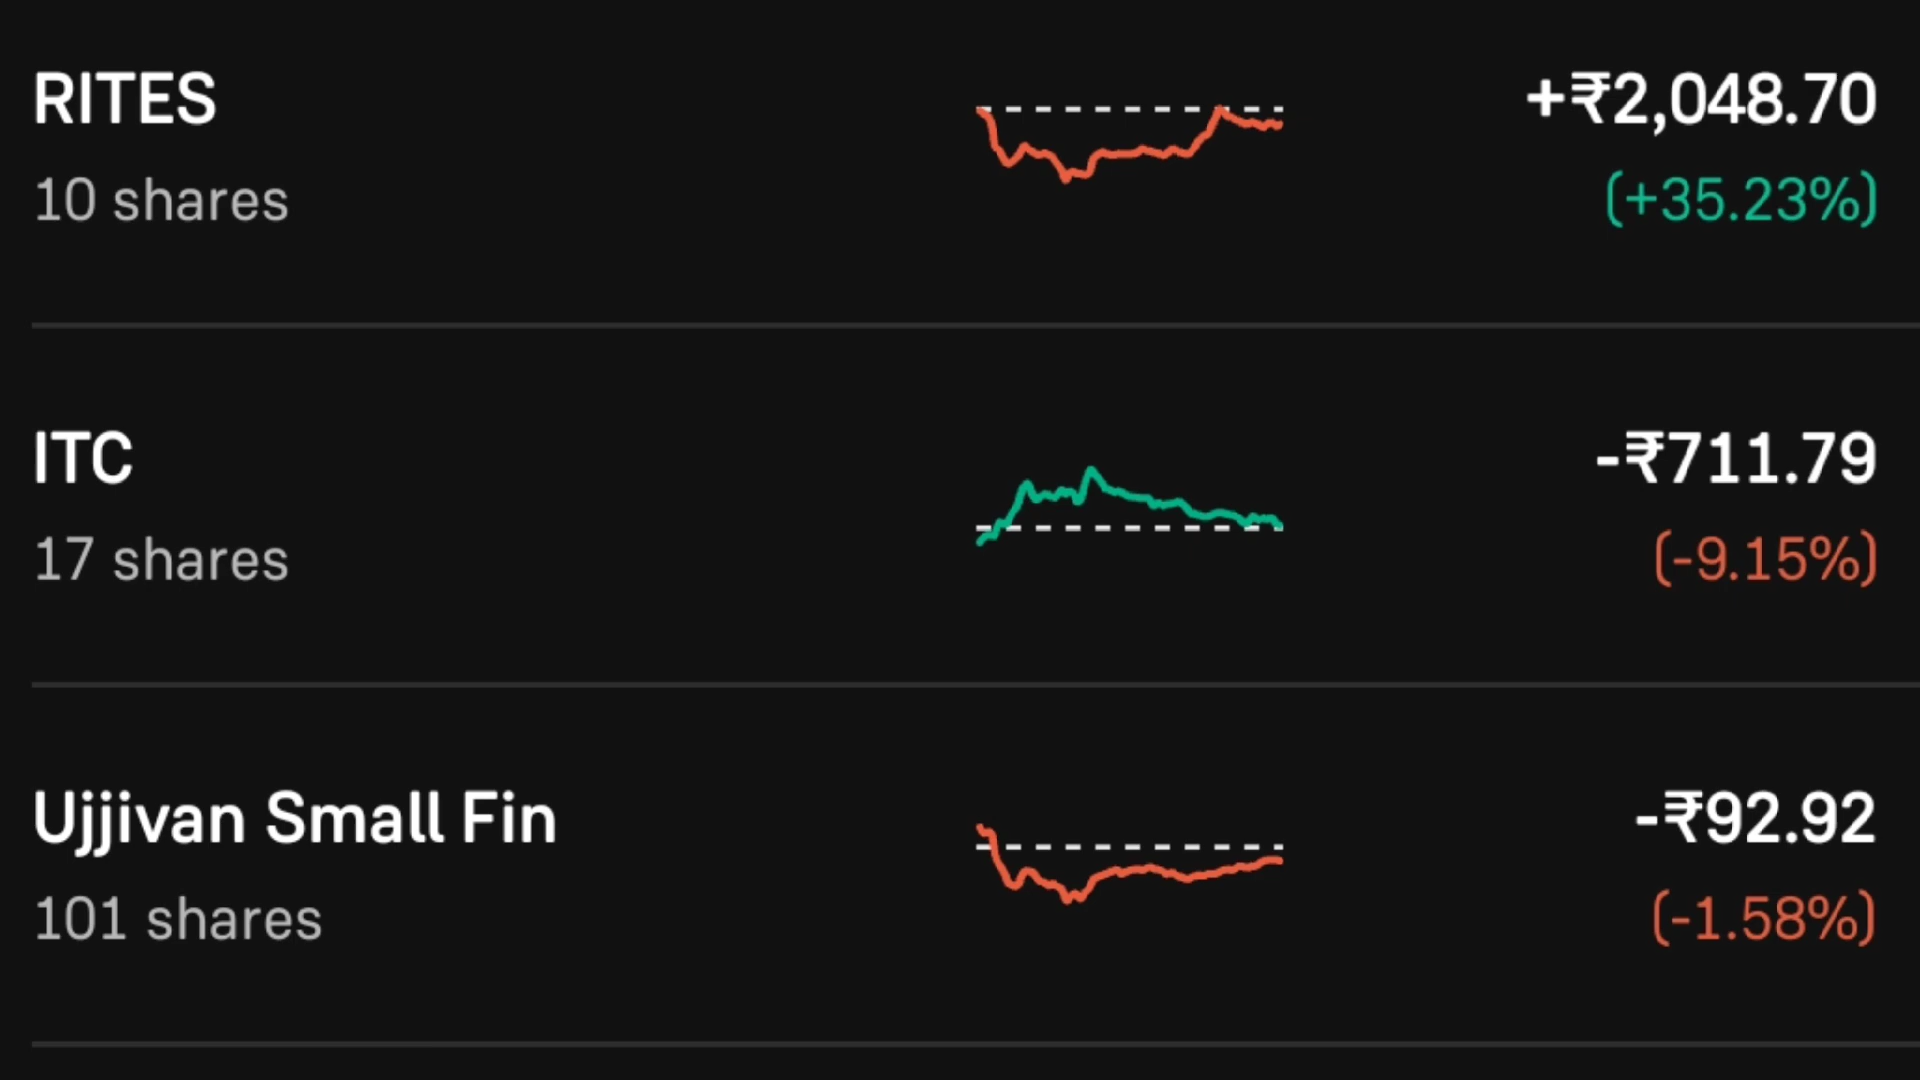 RITES
+₹2,048.70
10 shares
(+35.23%)
ITC
-₹711.79
17 shares
(-9.15%)
Ujjivan Small Fin
-₹92.92
101 shares
(-1.58%)